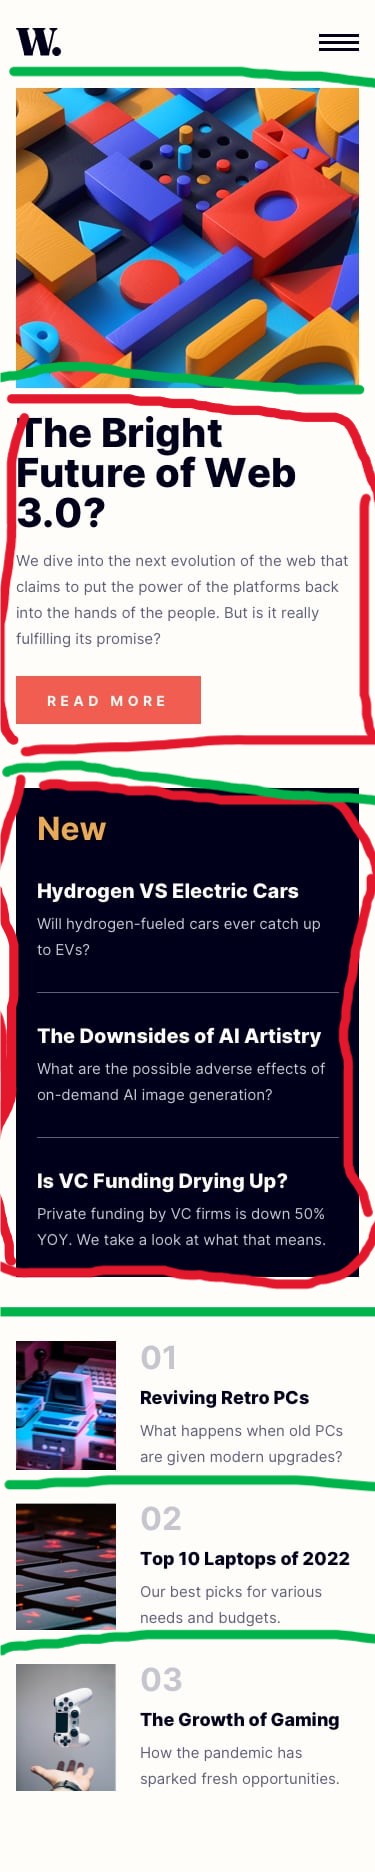 W.
The Bright
Future of Web
3.0?
We dive into the next evolution of the web that
claims to put the power of the platforms back
into the hands of the people. But is it really
fulfilling its promise?
READ MORE
New
Hydrogen VS Electric Cars
Will hydrogen-fueled cars ever catch up
to EVs?
The Downsides of AI Artistry
What are the possible adverse effects of
on-demand AI image generation?
Is VC Funding Drying Up?
Private funding by VC firms is down 50%
YOY. We take a look at what that means.
01
Reviving Retro PCs
What happens when old PCs
are given modern upgrades?
02
Top 10 Laptops of 2022
Our best picks for various
needs and budgets.
03
The Growth of Gaming
How the pandemic has
sparked fresh opportunities.